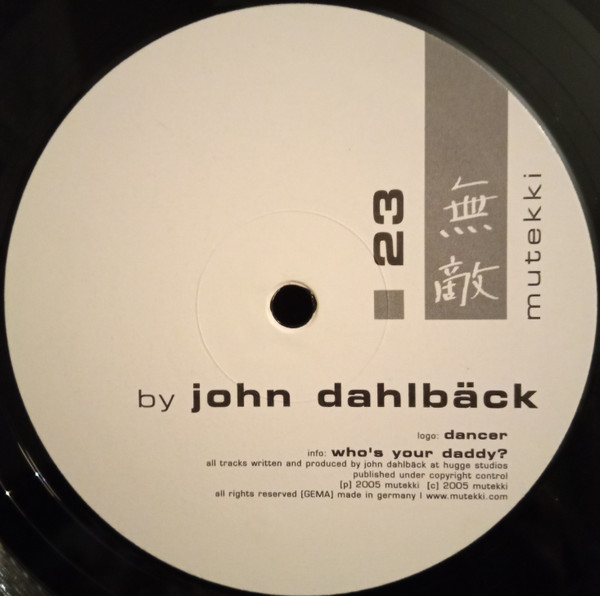 23
無敵
mutekki
by john dahlbäck
logo: dancer
info: who's your daddy?
all tracks written and produced by john dahlbäck at hugge studios
published under copyright control
[p] 2005 mutekki [c] 2005 mutekki
all rights reserved [GEMA] made in germany | www.mutekki.com